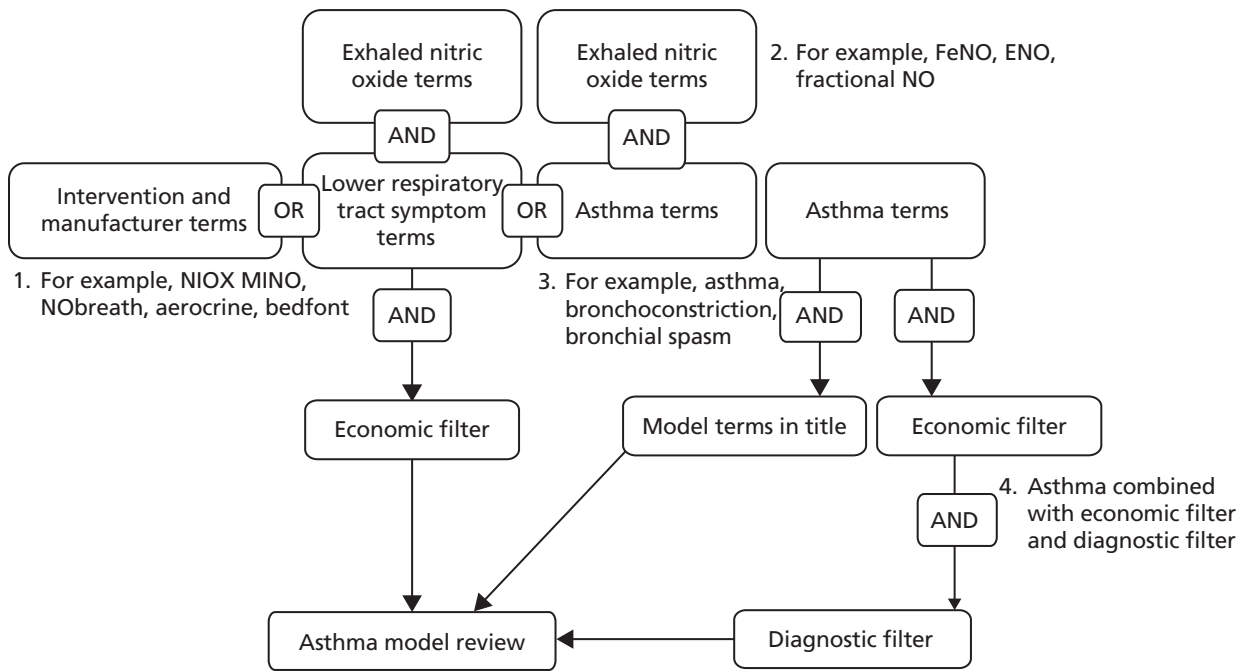 Exhaled nitric
oxide terms
Exhaled nitric
oxide terms
2. For example, FeNO, ENO,
fractional NO
AND
AND
Intervention and
manufacturer terms
OR
Lower respiratory
tract symptom
terms
OR
Asthma terms
Asthma terms
1. For example, NIOX MINO,
NObreath, aerocrine, bedfont
AND
3. For example, asthma,
bronchoconstriction,
bronchial spasm
AND
AND
Economic filter
Model terms in title
Economic filter
AND
4. Asthma combined
with economic filter
and diagnostic filter
Asthma model review
Diagnostic filter